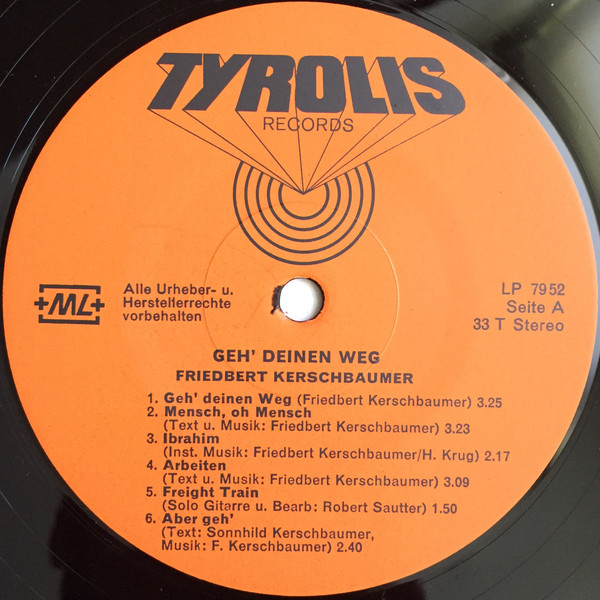 TYROLIS
RECORDS
+ML+
Alle Urheber- u.
Herstellerrechte
vorbehalten
LP 7952
Seite A
33 T Stereo
GEH' DEINEN WEG
FRIEDBERT KERSCHBAUMER
1. Geh' deinen Weg (Friedbert Kerschbaumer) 3.25
2. Mensch, oh Mensch
(Text u. Musik: Friedbert Kerschbaumer) 3.23
3. Ibrahim
(Inst. Musik: Friedbert Kerschbaumer/H. Krug) 2.17
4. Arbeiten
(Text u. Musik: Friedbert Kerschbaumer) 3.09
5. Freight Train
(Solo Gitarre u. Bearb: Robert Sautter) 1.50
6. Aber geh'
(Text: Sonnhild Kerschbaumer,
Musik: F. Kerschbaumer) 2.40